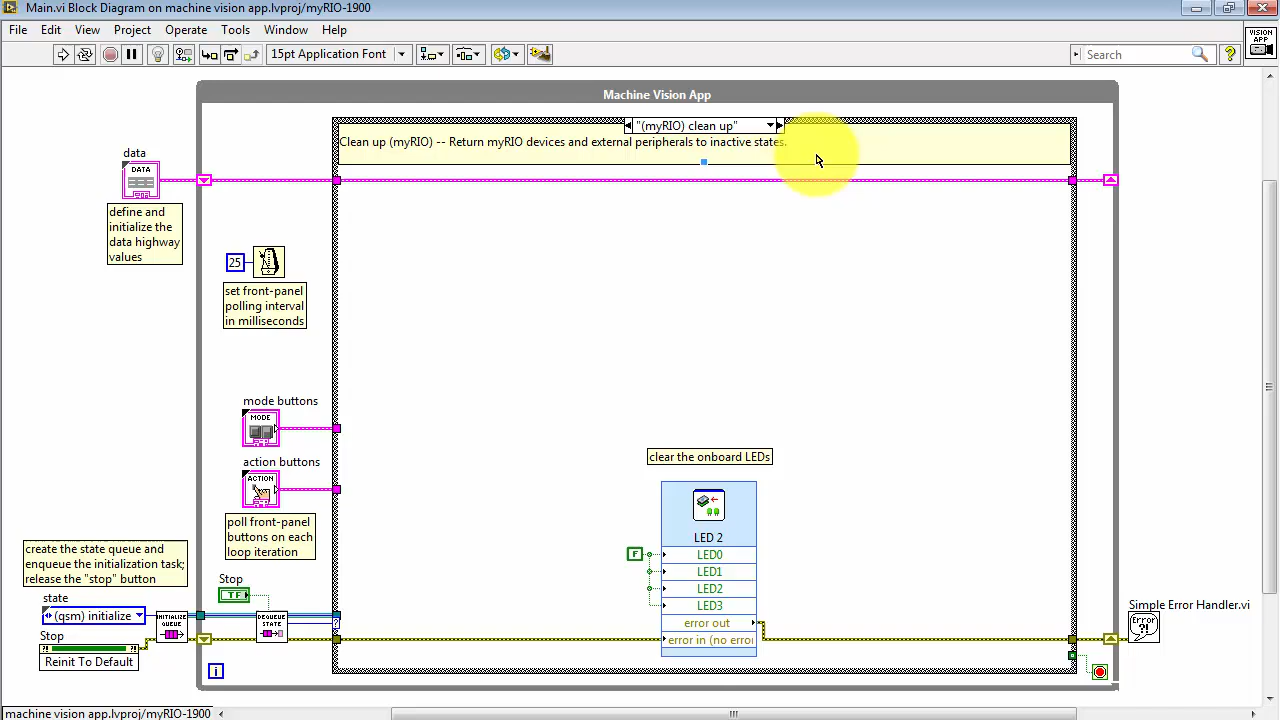 Main.vi Block Diagram on machine vision app.lvproj/myRIO-1900
File Edit View Project Operate Tools Window Help
15pt Application Font
Search
VISION
APP
Machine Vision App
"(myRIO) clean up"
Clean up (myRIO) -- Return myRIO devices and external peripherals to inactive states.
data
DATA
define and
initialize the
data highway
values
25
set front-panel
polling interval
in milliseconds
mode buttons
MODE
action buttons
ACTION
poll front-panel
buttons on each
loop iteration
clear the onboard LEDs
LED 2
F
LED0
LED1
LED2
LED3
error out
error in (no erroi
create the state queue and
enqueue the initialization task;
release the "stop" button
state
(qsm) initialize
INITIALIZE
QUEUE
Stop
TF
DEQUEUE
STATE
Stop
Reinit To Default
i
Simple Error Handler.vi
?!
machine vision app.lvproj/myRIO-1900